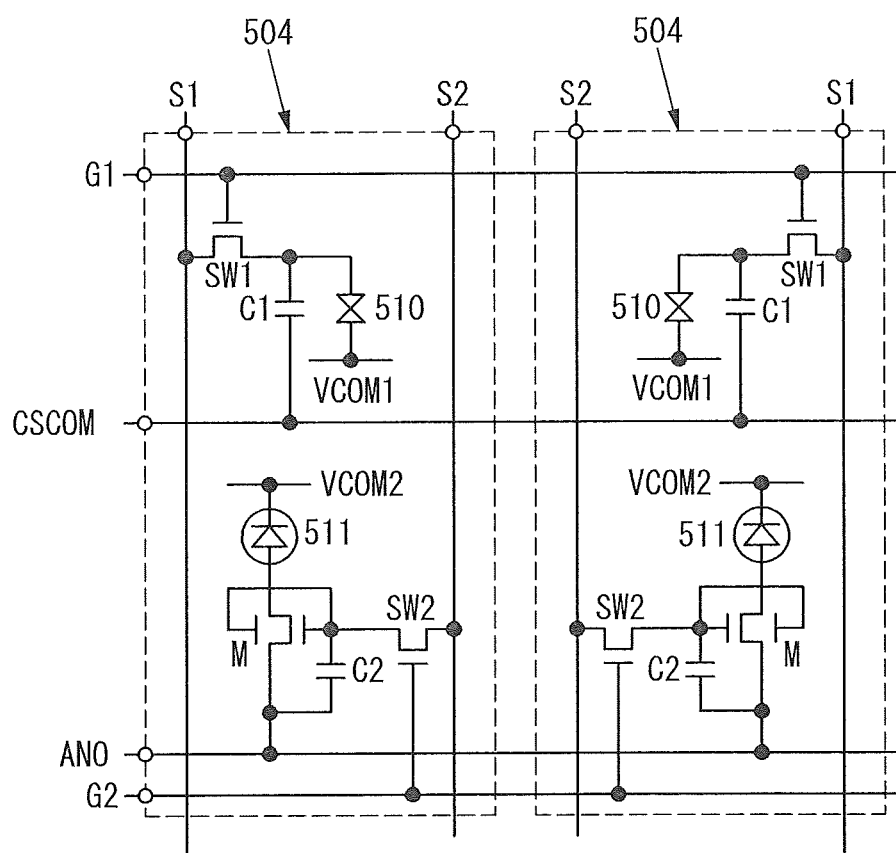 504 504
S1 S2 S2 S1
G1
SW1 SW1
C1 510 510 C1
VCOM1 VCOM1
CSCOM
VCOM2 VCOM2
511 511
SW2 SW2
M C2 C2 M
ANO
G2